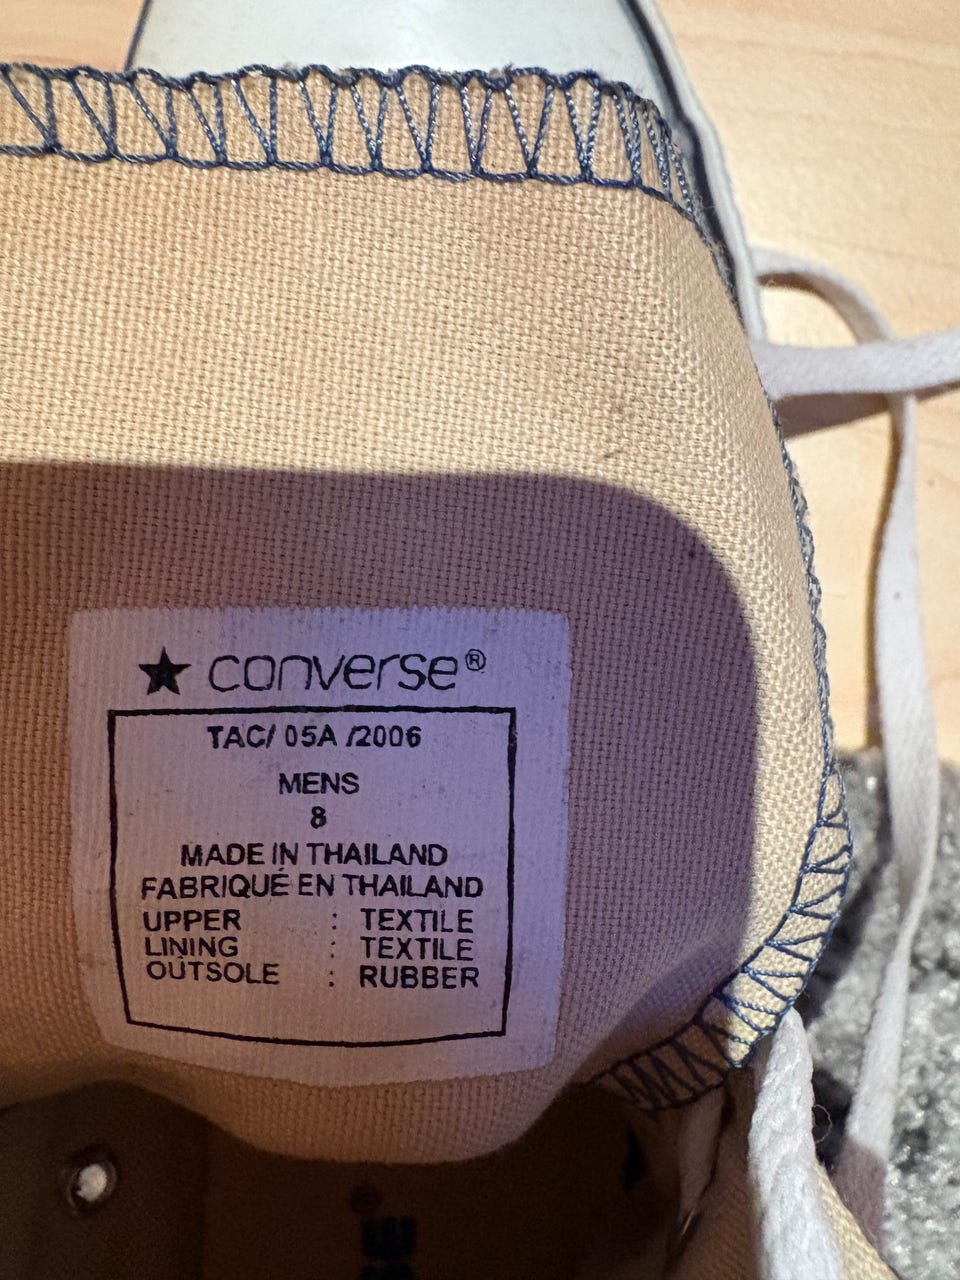 ★ converse®
TAC/ 05A /2006
MENS
8
MADE IN THAILAND
FABRIQUÉ EN THAILAND
UPPER : TEXTILE
LINING : TEXTILE
OUTSOLE : RUBBER